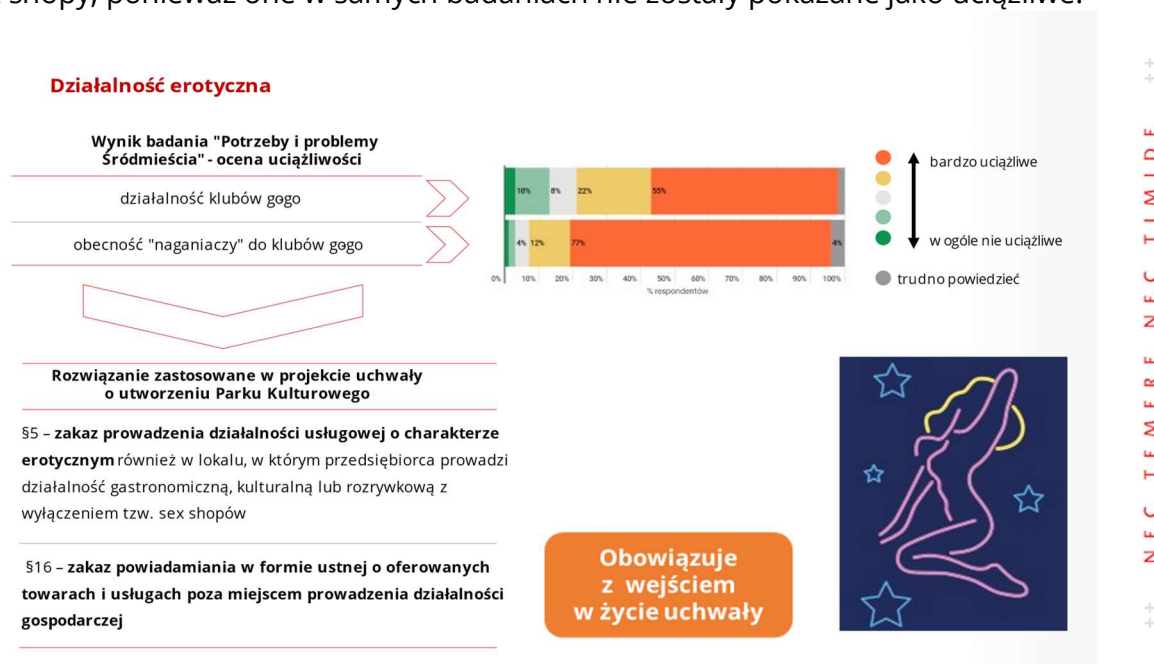 shopy, ponieważ one w samych badaniach nie zostały pokazane jako uciążliwe.
Działalność erotyczna
Wynik badania "Potrzeby i problemy
Śródmieścia" - ocena uciążliwości
działalność klubów gogo
obecność "naganiaczy" do klubów gogo
10% 8% 22% 55%
4% 12% 77% 4%
0% 10% 20% 30% 40% 50% 60% 70% 80% 90% 100%
% respondentów
bardzo uciążliwe
w ogóle nie uciążliwe
trudno powiedzieć
Rozwiązanie zastosowane w projekcie uchwały
o utworzeniu Parku Kulturowego
§5 – zakaz prowadzenia działalności usługowej o charakterze
erotycznym również w lokalu, w którym przedsiębiorca prowadzi
działalność gastronomiczną, kulturalną lub rozrywkową z
wyłączeniem tzw. sex shopów
§16 – zakaz powiadamiania w formie ustnej o oferowanych
towarach i usługach poza miejscem prowadzenia działalności
gospodarczej
Obowiązuje
z wejściem
w życie uchwały
NEC TEMERE NEC TIMIDE